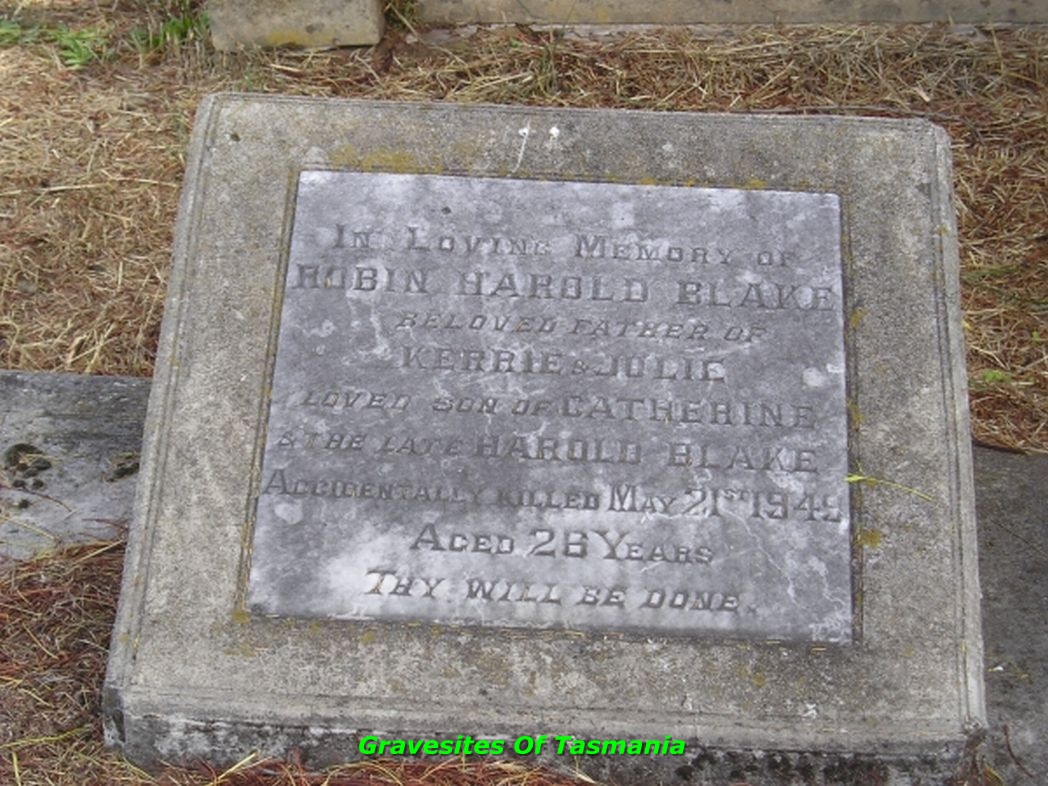 In Loving Memory of
ROBIN HAROLD BLAKE
BELOVED FATHER OF
KERRIE & JULIE
LOVED SON OF CATHERINE
& THE LATE HAROLD BLAKE
ACCIDENTALLY KILLED MAY 21ST 1949
AGED 26 YEARS
THY WILL BE DONE.
Gravesites Of Tasmania